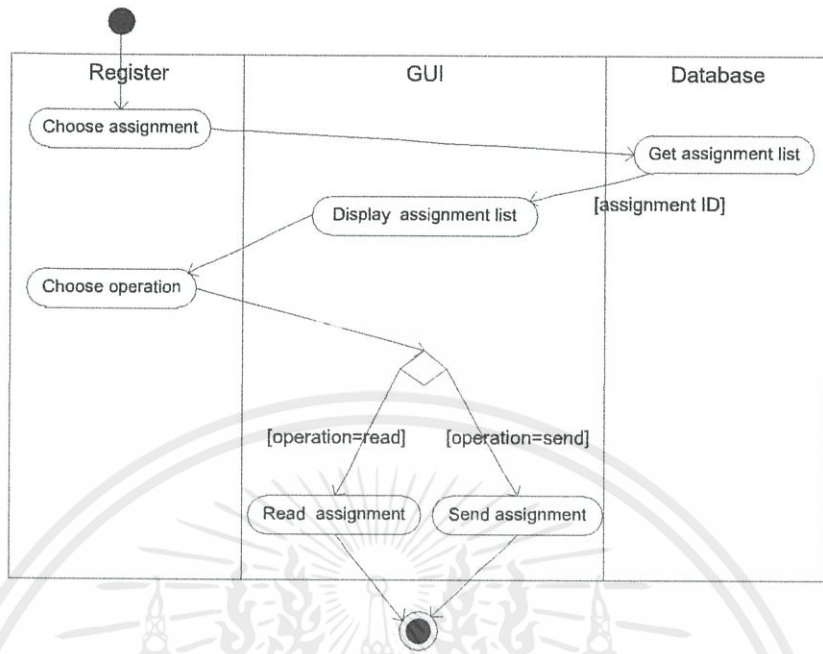 Register
GUI
Database
Choose assignment
Get assignment list
[assignment ID]
Display assignment list
Choose operation
[operation=read]
[operation=send]
Read assignment
Send assignment